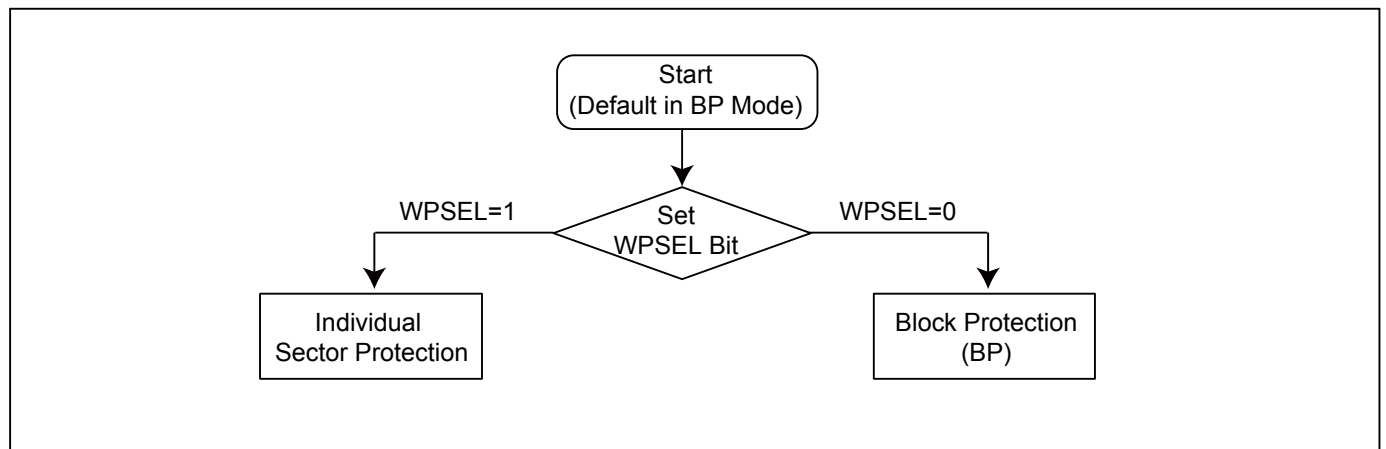 Start
(Default in BP Mode)
WPSEL=1
Set
WPSEL Bit
WPSEL=0
Individual
Sector Protection
Block Protection
(BP)